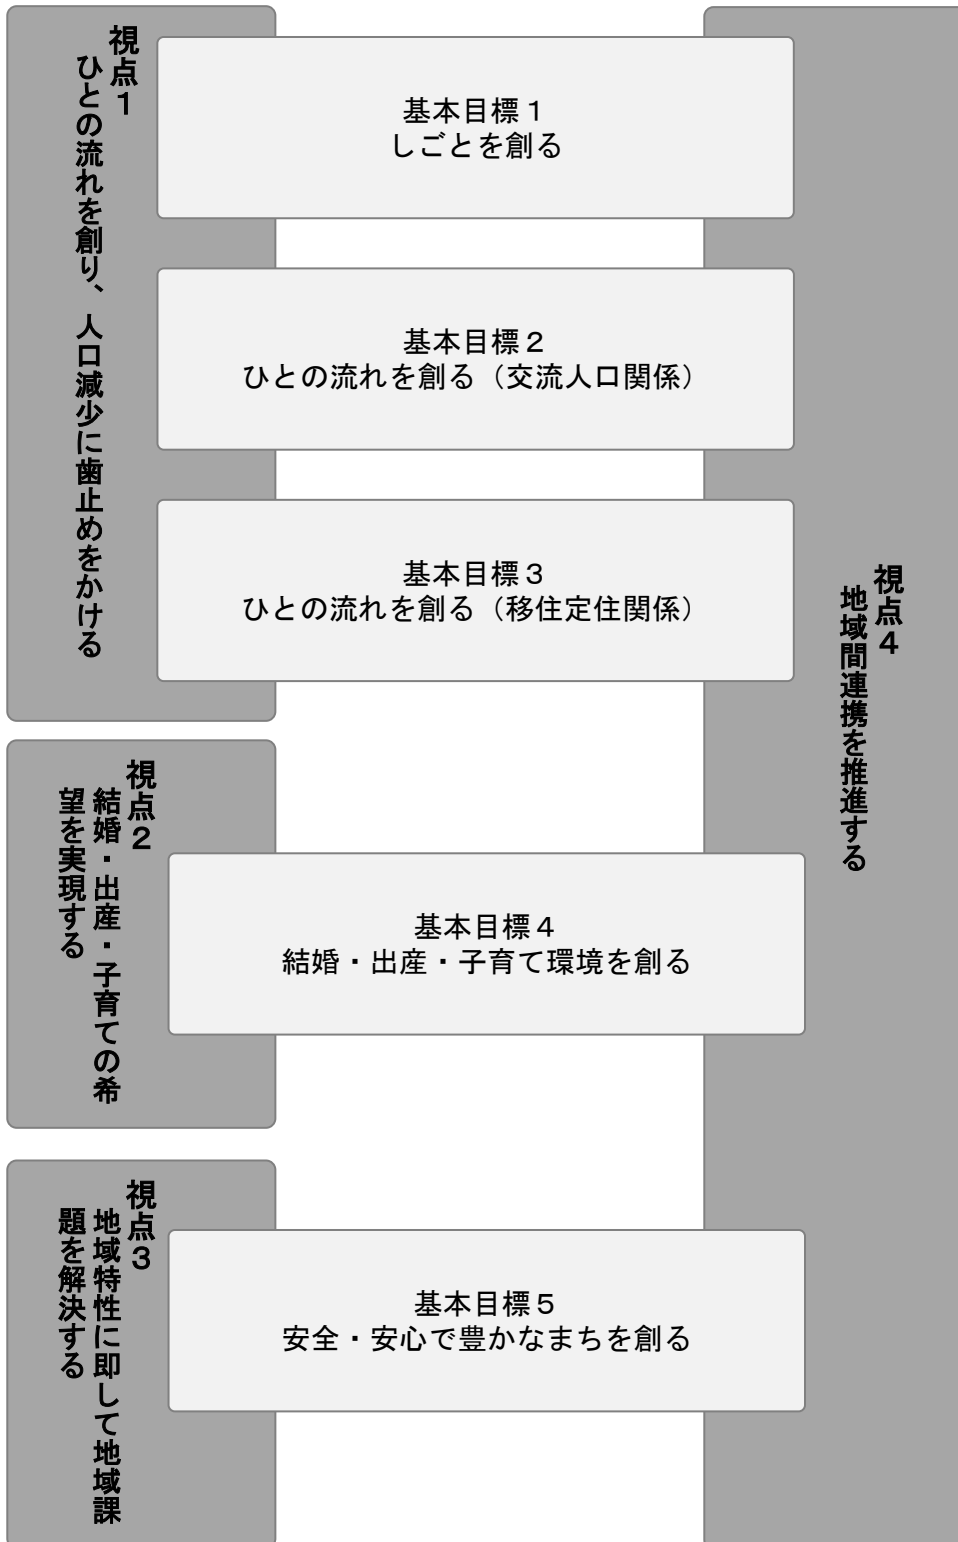 視点１
ひとの流れを創り、人口減少に歯止めをかける
基本目標１
しごとを創る
基本目標２
ひとの流れを創る（交流人口関係）
基本目標３
ひとの流れを創る（移住定住関係）
視点２
結婚・出産・子育ての希
望を実現する
基本目標４
結婚・出産・子育て環境を創る
視点３
地域特性に即して地域課
題を解決する
基本目標５
安全・安心で豊かなまちを創る
視点４
地域間連携を推進する